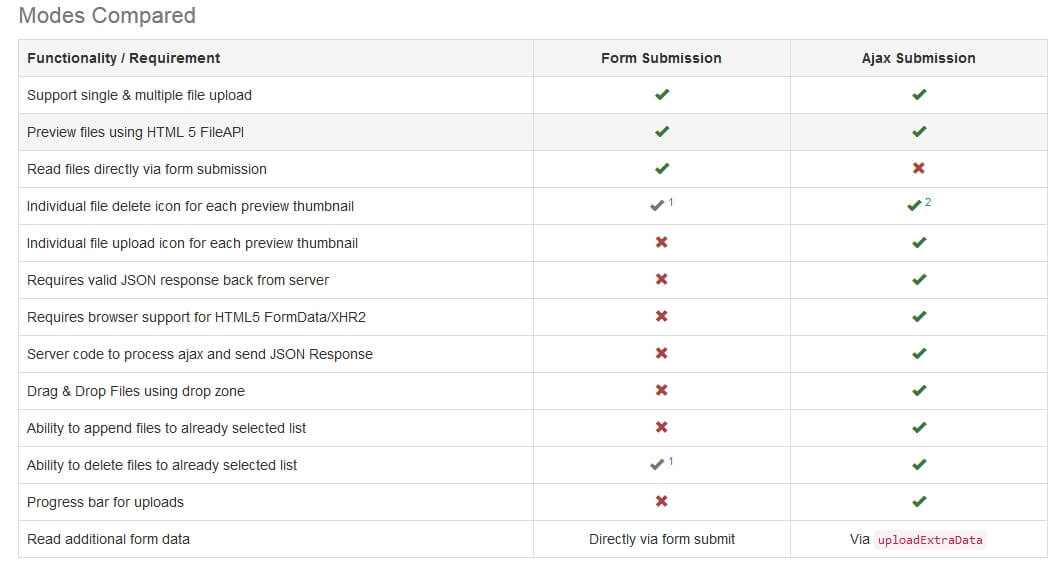 Modes Compared
Functionality / Requirement Form Submission Ajax Submission
Support single & multiple file upload ✔ ✔
Preview files using HTML 5 FileAPI ✔ ✔
Read files directly via form submission ✔ ✖
Individual file delete icon for each preview thumbnail ✔ 1 ✔ 2
Individual file upload icon for each preview thumbnail ✖ ✔
Requires valid JSON response back from server ✖ ✔
Requires browser support for HTML5 FormData/XHR2 ✖ ✔
Server code to process ajax and send JSON Response ✖ ✔
Drag & Drop Files using drop zone ✖ ✔
Ability to append files to already selected list ✖ ✔
Ability to delete files to already selected list ✔ 1 ✔
Progress bar for uploads ✖ ✔
Read additional form data Directly via form submit Via uploadExtraData